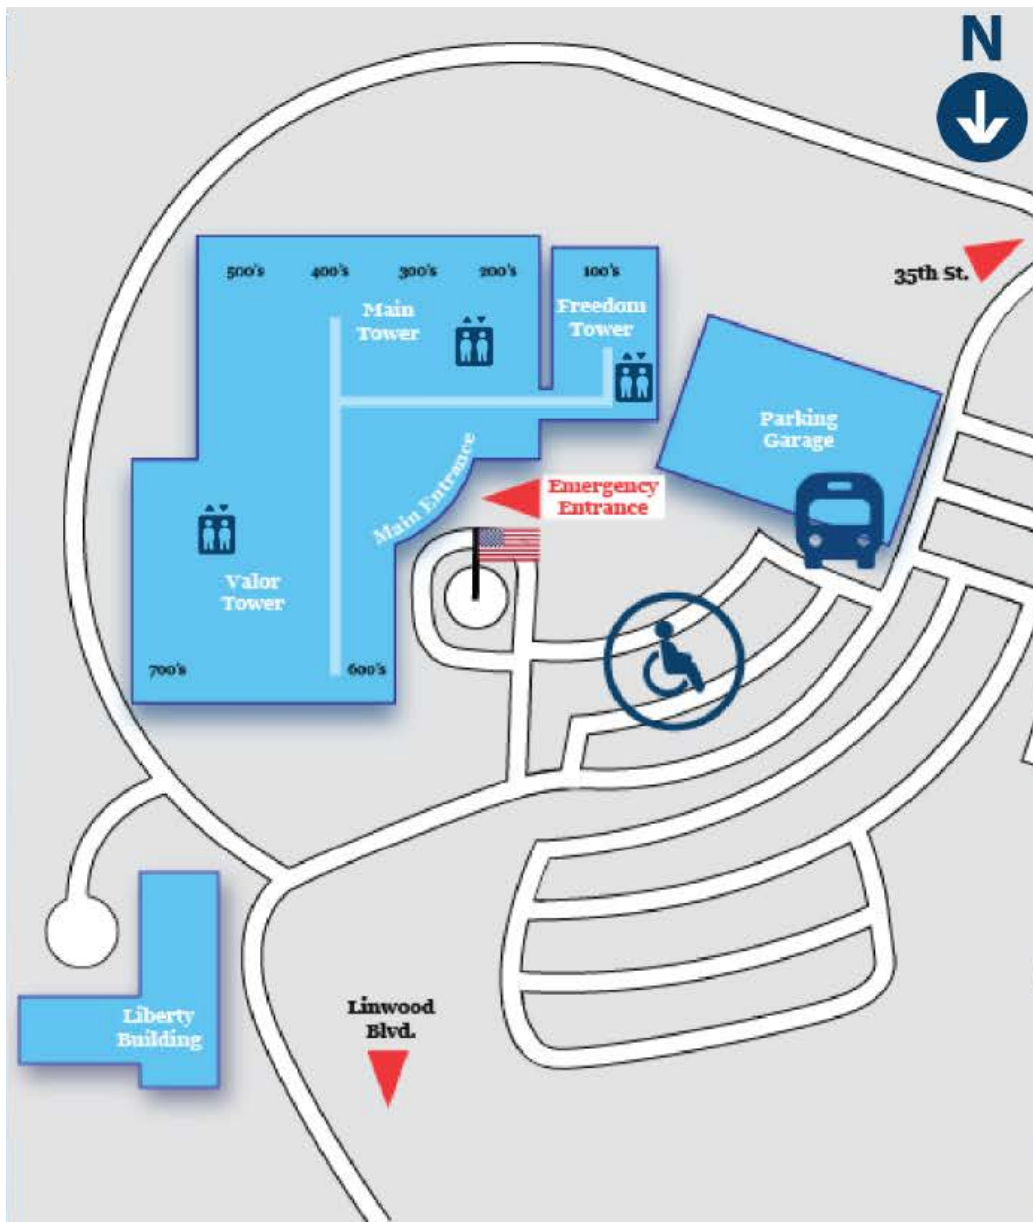 N
35th St.
500's 400's 300's 200's 100's
Main
Tower
Freedom
Tower
Parking
Garage
Main Entrance
Emergency
Entrance
Valor
Tower
700's 600's
Linwood
Blvd.
Liberty
Building